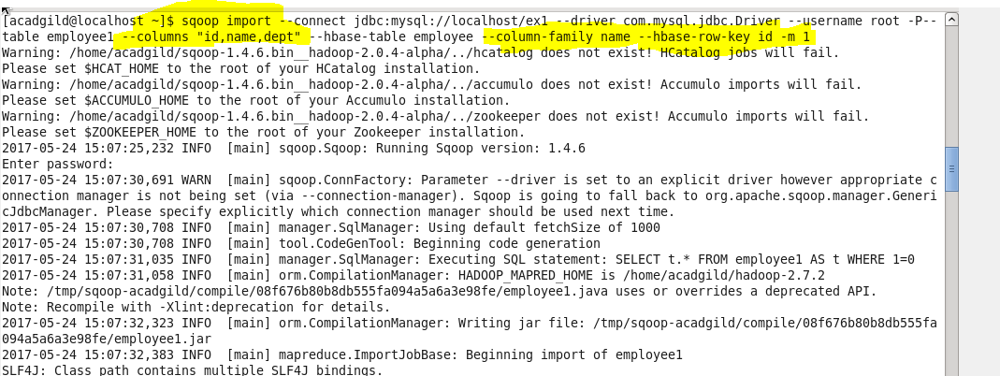 [acadgild@localhost ~]$ sqoop import --connect jdbc:mysql://localhost/ex1 --driver com.mysql.jdbc.Driver --username root -P--
table employee1 --columns "id,name,dept" --hbase-table employee --column-family name --hbase-row-key id -m 1
Warning: /home/acadgild/sqoop-1.4.6.bin__hadoop-2.0.4-alpha/../hcatalog does not exist! HCatalog jobs will fail.
Please set $HCAT_HOME to the root of your HCatalog installation.
Warning: /home/acadgild/sqoop-1.4.6.bin__hadoop-2.0.4-alpha/../accumulo does not exist! Accumulo imports will fail.
Please set $ACCUMULO_HOME to the root of your Accumulo installation.
Warning: /home/acadgild/sqoop-1.4.6.bin__hadoop-2.0.4-alpha/../zookeeper does not exist! Accumulo imports will fail.
Please set $ZOOKEEPER_HOME to the root of your Zookeeper installation.
2017-05-24 15:07:25,232 INFO  [main] sqoop.Sqoop: Running Sqoop version: 1.4.6
Enter password:
2017-05-24 15:07:30,691 WARN  [main] sqoop.ConnFactory: Parameter --driver is set to an explicit driver however appropriate c
onnection manager is not being set (via --connection-manager). Sqoop is going to fall back to org.apache.sqoop.manager.Generi
cJdbcManager. Please specify explicitly which connection manager should be used next time.
2017-05-24 15:07:30,708 INFO  [main] manager.SqlManager: Using default fetchSize of 1000
2017-05-24 15:07:30,708 INFO  [main] tool.CodeGenTool: Beginning code generation
2017-05-24 15:07:31,035 INFO  [main] manager.SqlManager: Executing SQL statement: SELECT t.* FROM employee1 AS t WHERE 1=0
2017-05-24 15:07:31,058 INFO  [main] orm.CompilationManager: HADOOP_MAPRED_HOME is /home/acadgild/hadoop-2.7.2
Note: /tmp/sqoop-acadgild/compile/08f676b80b8db555fa094a5a6a3e98fe/employee1.java uses or overrides a deprecated API.
Note: Recompile with -Xlint:deprecation for details.
2017-05-24 15:07:32,323 INFO  [main] orm.CompilationManager: Writing jar file: /tmp/sqoop-acadgild/compile/08f676b80b8db555fa
094a5a6a3e98fe/employee1.jar
2017-05-24 15:07:32,383 INFO  [main] mapreduce.ImportJobBase: Beginning import of employee1
SLF4J: Class path contains multiple SLF4J bindings.